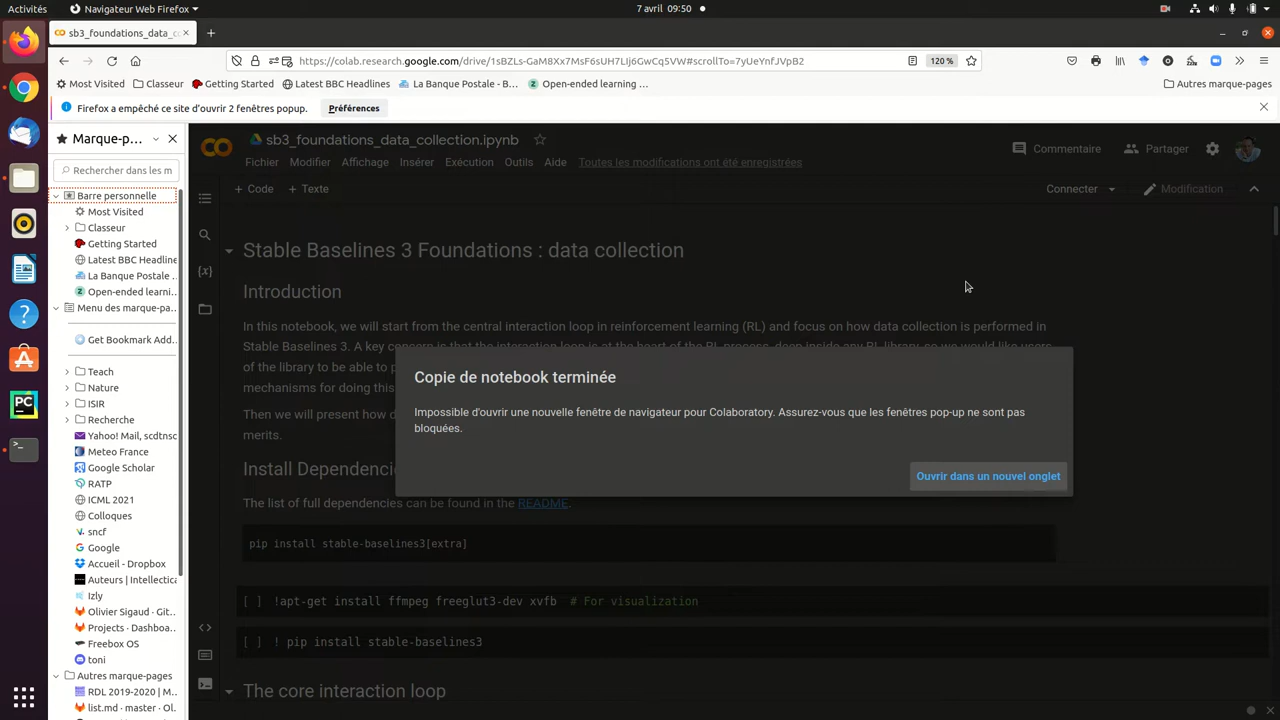 Activités
Navigateur Web Firefox
7 avril 09:50
sb3_foundations_data_c
https://colab.research.google.com/drive/1sBZLs-GaM8Xx7MsF6sUH7LIj6GwCq5VW#scrollTo=7yUeYnfJVpB2
120 %
Most Visited
Classeur
Getting Started
Latest BBC Headlines
La Banque Postale - B...
Open-ended learning ...
Autres marque-pages
Firefox a empêché ce site d'ouvrir 2 fenêtres popup.
Préférences
Marque-p...
Rechercher dans les m
Barre personnelle
Most Visited
Classeur
Getting Started
Latest BBC Headline
La Banque Postale ...
Open-ended learni...
Menu des marque-pa...
Get Bookmark Add...
Teach
Nature
ISIR
Recherche
Yahoo! Mail, scdtnsc
Meteo France
Google Scholar
RATP
ICML 2021
Colloques
sncf
Google
Accueil - Dropbox
Auteurs | Intellectica
Izly
Olivier Sigaud · Git...
Projects · Dashboa...
Freebox OS
toni
Autres marque-pages
RDL 2019-2020 | M...
list.md · master · Ol...
sb3_foundations_data_collection.ipynb
Fichier
Modifier
Affichage
Insérer
Exécution
Outils
Aide
Toutes les modifications ont été enregistrées
Commentaire
Partager
+ Code
+ Texte
Connecter
Modification
Stable Baselines 3 Foundations : data collection
Introduction
In this notebook, we will start from the central interaction loop in reinforcement learning (RL) and focus on how data collection is performed in
Stable Baselines 3. A key concern is that the interaction loop is at the heart of the RL process, deep inside any RL library, so we would like users
of the library to be able to p
mechanisms for doing this
Then we will present how d
merits.
Copie de notebook terminée
Impossible d'ouvrir une nouvelle fenêtre de navigateur pour Colaboratory. Assurez-vous que les fenêtres pop-up ne sont pas
bloquées.
Ouvrir dans un nouvel onglet
Install Dependencie
The list of full dependencies can be found in the README.
pip install stable-baselines3[extra]
[ ] !apt-get install ffmpeg freeglut3-dev xvfb # For visualization
[ ] ! pip install stable-baselines3
The core interaction loop